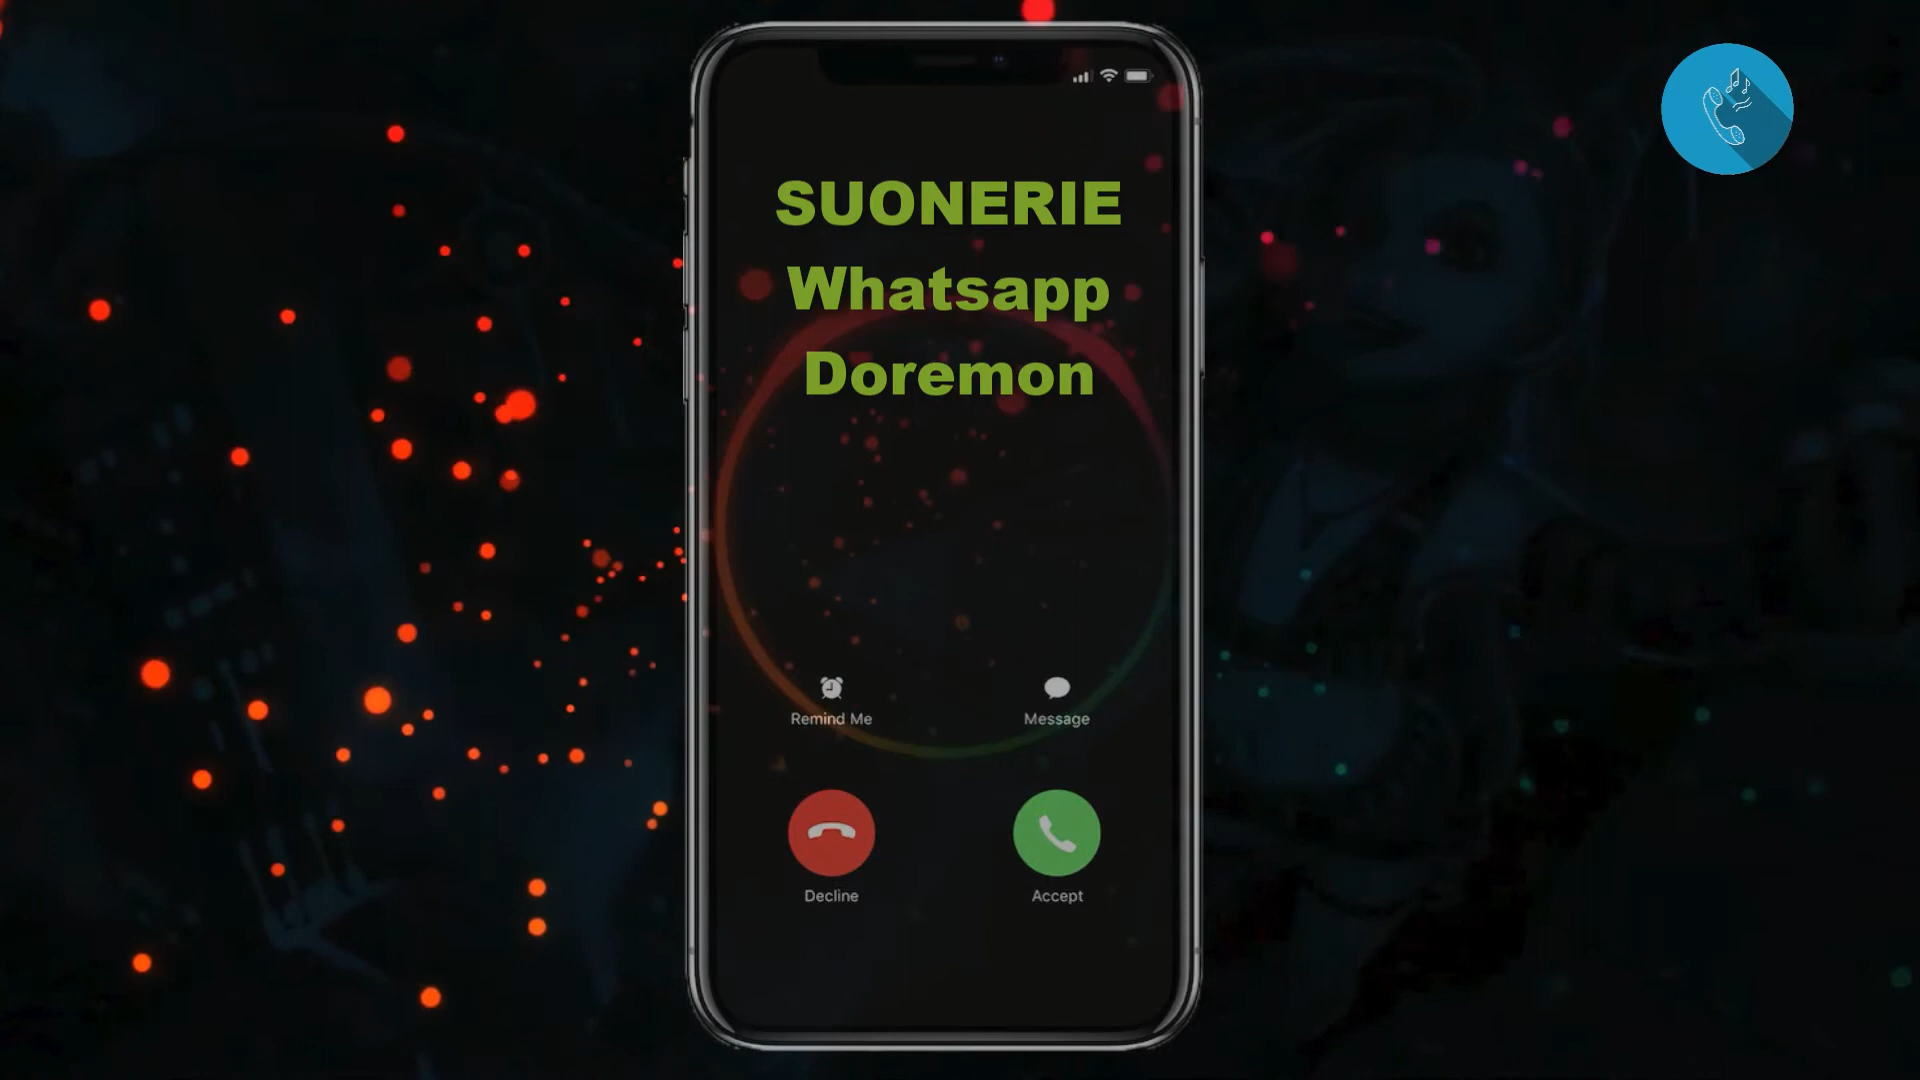 SUONERIE
Whatsapp
Doremon
Remind Me
Message
Decline
Accept